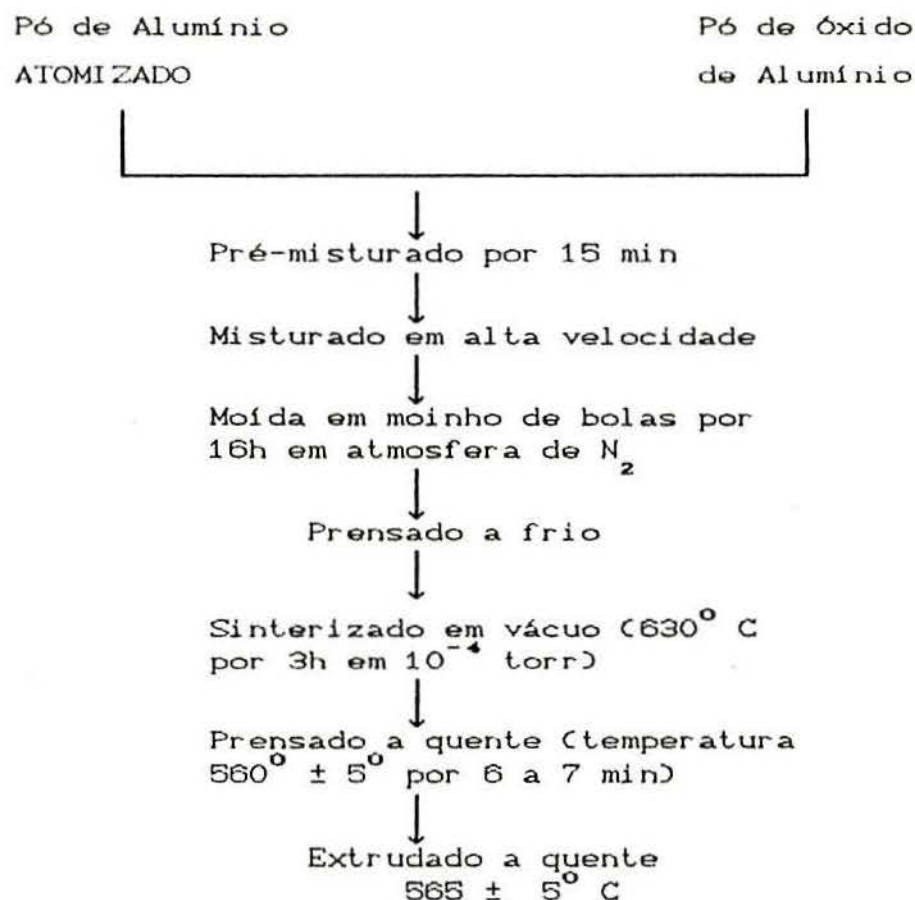 Pó de Alumínio
ATOMIZADO
Pó de óxido
de Alumínio
Pré-misturado por 15 min
Misturado em alta velocidade
Moída em moinho de bolas por
16h em atmosfera de N₂
Prensado a frio
Sinterizado em vácuo (630° C
por 3h em 10⁻⁴ torr)
Prensado a quente (temperatura
560° ± 5° por 6 a 7 min)
Extrudado a quente
565 ± 5° C